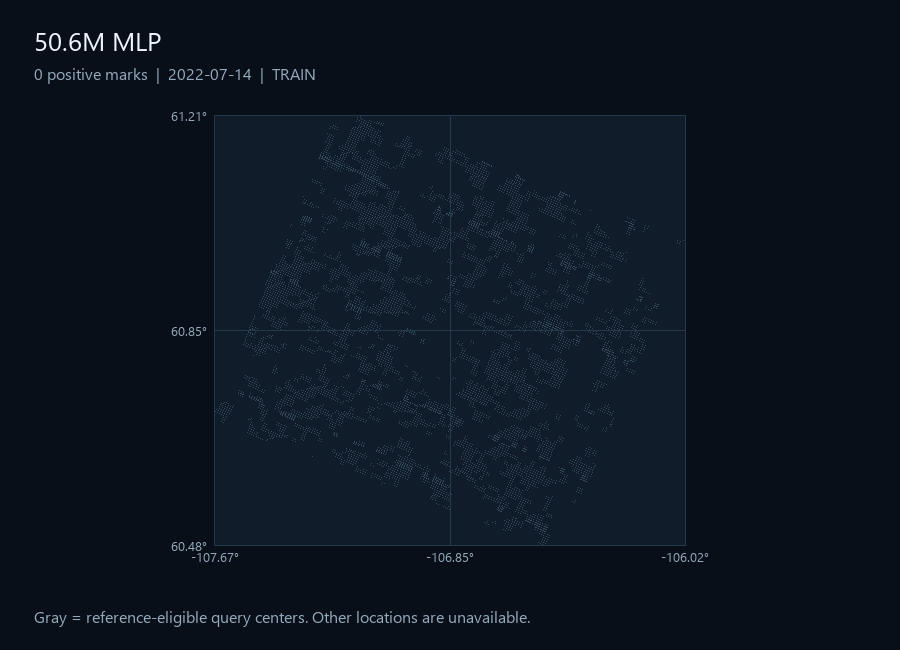 50.6M MLP
0 positive marks | 2022-07-14 | TRAIN
61.21°
60.85°
60.48°
-107.67°
-106.85°
-106.02°
Gray = reference-eligible query centers. Other locations are unavailable.